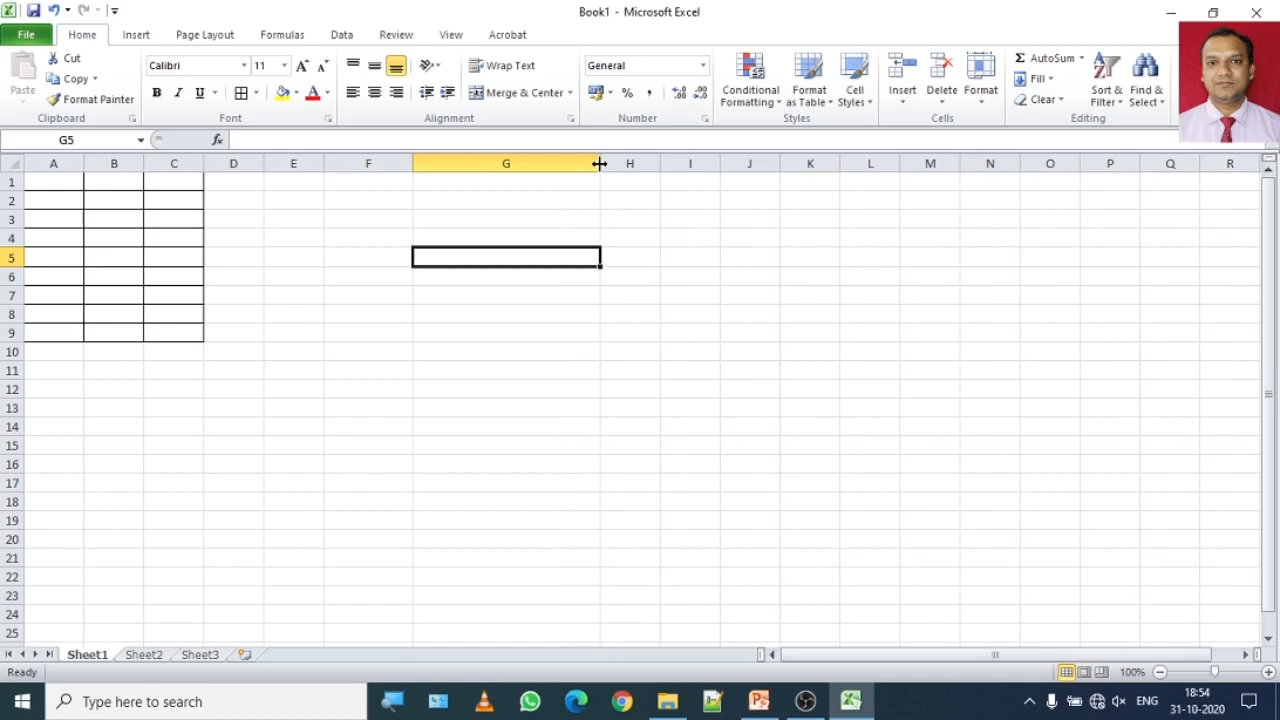 Book1 - Microsoft Excel
File Home Insert Page Layout Formulas Data Review View Acrobat
Paste
Cut
Copy
Format Painter
Clipboard
Calibri 11
B I U A
Font
Wrap Text
Merge & Center
Alignment
General
% ,
Number
Conditional Formatting
Format as Table
Cell Styles
Styles
Insert
Delete
Format
Cells
Σ AutoSum
Fill
Clear
Sort & Filter
Find & Select
Editing
G5 fx
A B C D E F G H I J K L M N O P Q R
1
2
3
4
5
6
7
8
9
10
11
12
13
14
15
16
17
18
19
20
21
22
23
24
25
Sheet1 Sheet2 Sheet3
Ready 100%
Type here to search
ENG
18:54
31-10-2020